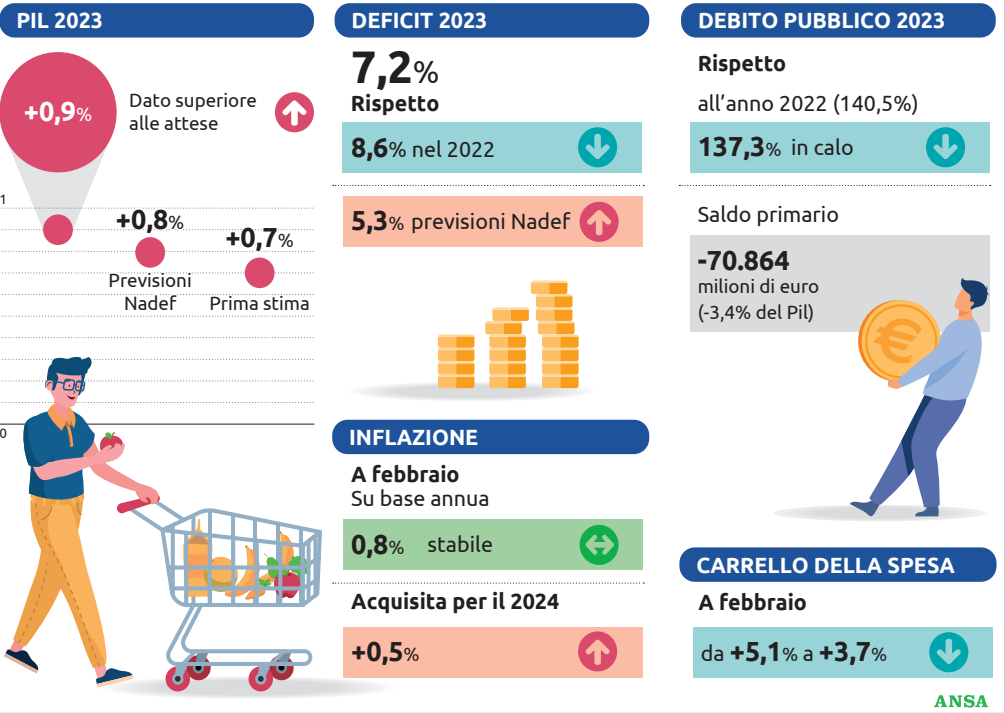 PIL 2023
+0,9%
Dato superiore
alle attese
1
+0,8%
Previsioni
Nadef
+0,7%
Prima stima
0
DEFICIT 2023
7,2%
Rispetto
8,6% nel 2022
5,3% previsioni Nadef
INFLAZIONE
A febbraio
Su base annua
0,8% stabile
Acquisita per il 2024
+0,5%
DEBITO PUBBLICO 2023
Rispetto
all'anno 2022 (140,5%)
137,3% in calo
Saldo primario
-70.864
milioni di euro
(-3,4% del Pil)
€
CARRELLO DELLA SPESA
A febbraio
da +5,1% a +3,7%
ANSA